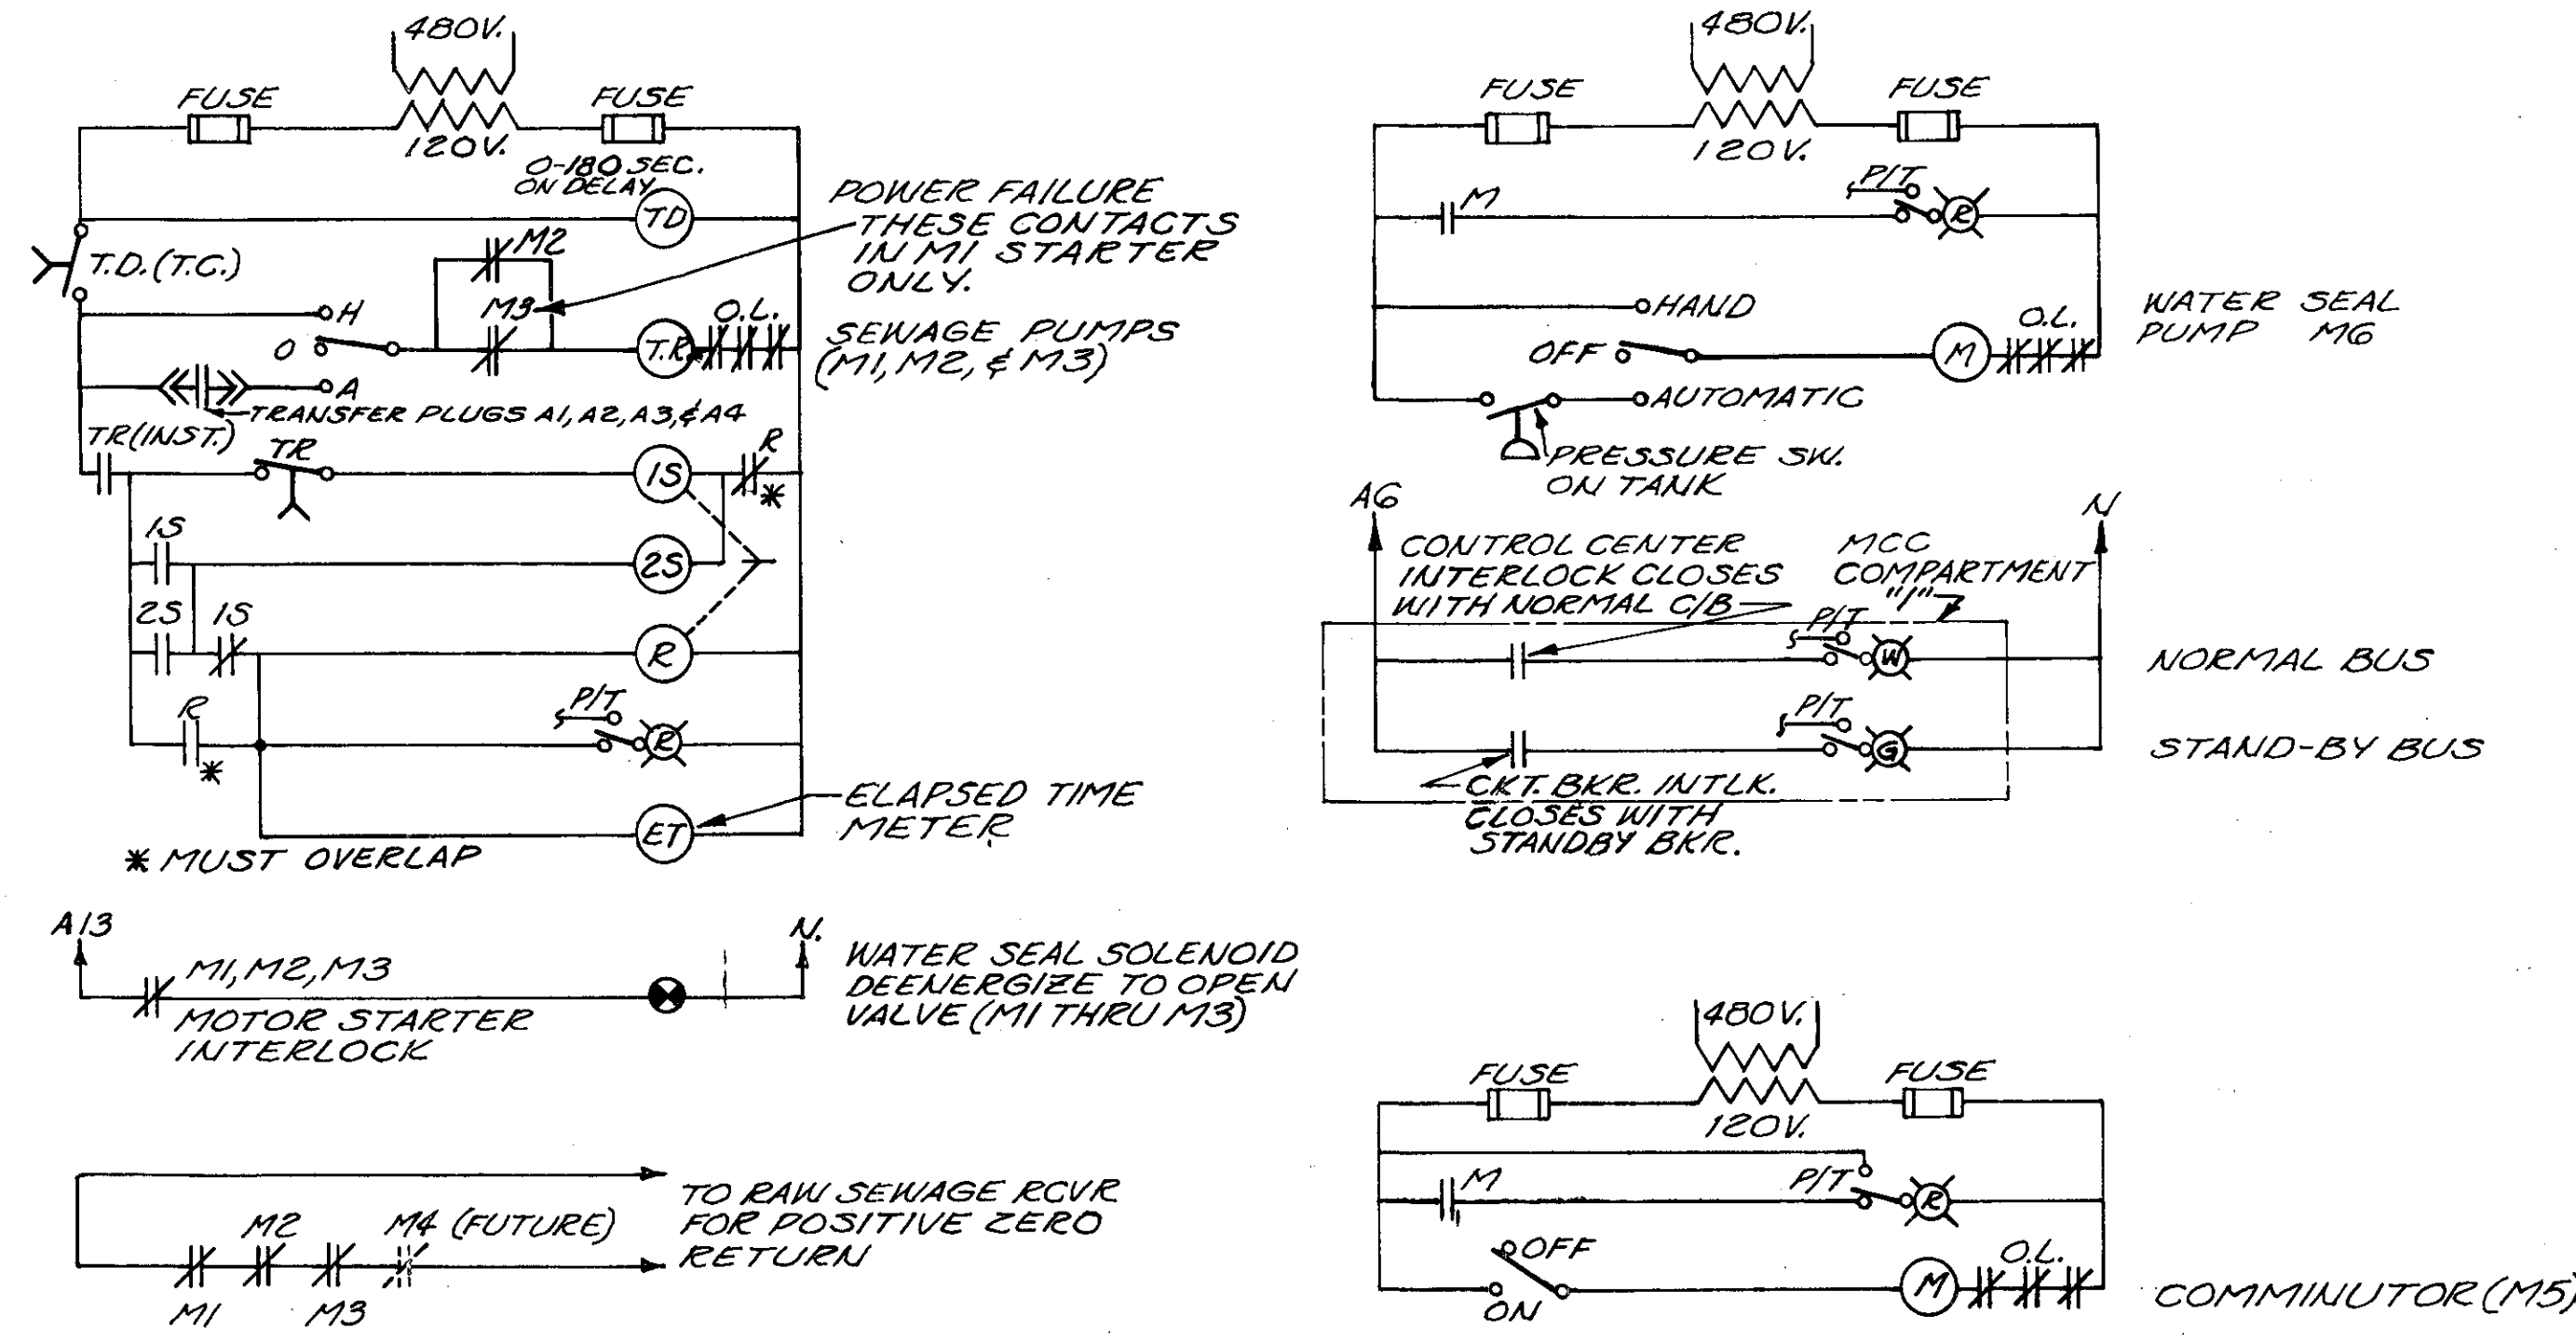 480V.
FUSE
FUSE
120V.
0-180 SEC.
ON DELAY
TD
POWER FAILURE
THESE CONTACTS
IN M1 STARTER
ONLY.
T.D.(T.C.)
M2
H
M3
O.L.
O
T.R.
SEWAGE PUMPS
(M1, M2, & M3)
A
TRANSFER PLUGS A1, A2, A3, & A4
TR(INST.)
TR
1S
R
*
1S
2S
2S
1S
R
R
P/T
R
*
ELAPSED TIME
METER
ET
* MUST OVERLAP
A13
N.
M1, M2, M3
MOTOR STARTER
INTERLOCK
WATER SEAL SOLENOID
DEENERGIZE TO OPEN
VALVE (M1 THRU M3)
M2
M4 (FUTURE)
M1
M3
TO RAW SEWAGE RCVR
FOR POSITIVE ZERO
RETURN
480V.
FUSE
FUSE
120V.
M
P/T
R
HAND
OFF
M
O.L.
WATER SEAL
PUMP M6
AUTOMATIC
PRESSURE SW.
ON TANK
A6
N
CONTROL CENTER
INTERLOCK CLOSES
WITH NORMAL C/B
MCC
COMPARTMENT
"1"
P/T
W
NORMAL BUS
P/T
G
STAND-BY BUS
CKT. BKR. INTLK.
CLOSES WITH
STANDBY BKR.
480V.
FUSE
FUSE
120V.
M
P/T
R
OFF
ON
M
O.L.
COMMINUTOR (M5)